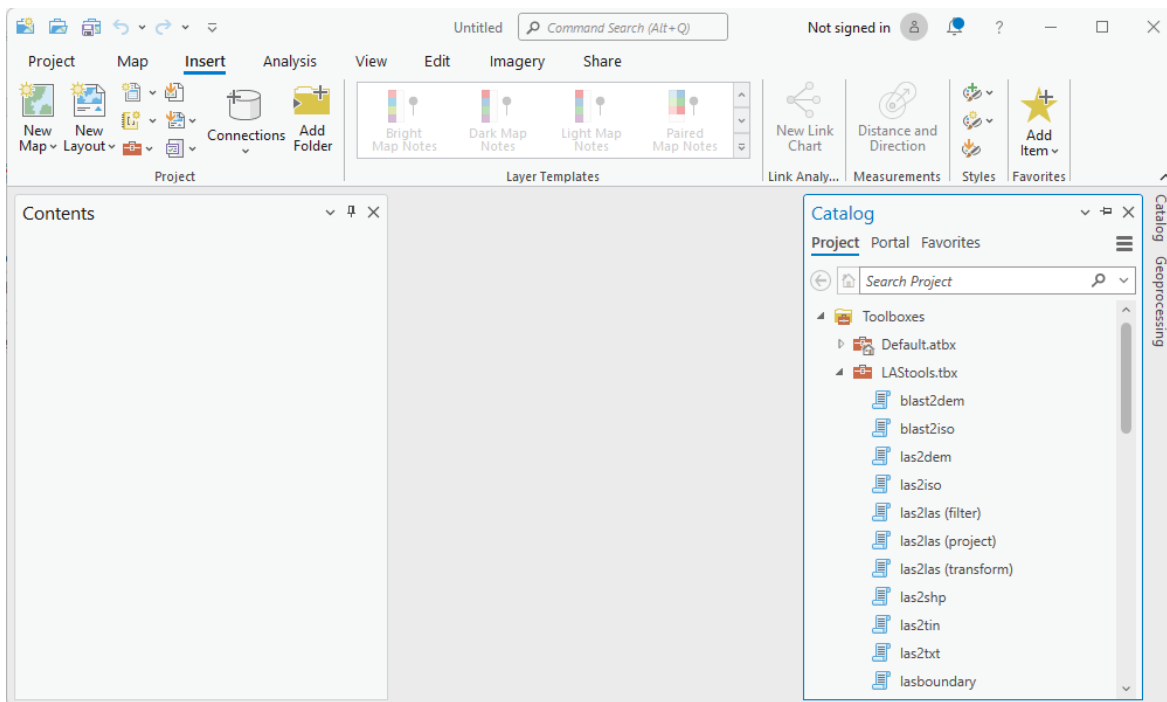 Untitled Command Search (Alt+Q) Not signed in ?
Project Map Insert Analysis View Edit Imagery Share
New Map New Layout Connections Add Folder Bright Map Notes Dark Map Notes Light Map Notes Paired Map Notes New Link Chart Distance and Direction Add Item
Project Layer Templates Link Analy... Measurements Styles Favorites
Contents
Catalog
Project Portal Favorites
Search Project
Toolboxes
Default.atbx
LAStools.tbx
blast2dem
blast2iso
las2dem
las2iso
las2las (filter)
las2las (project)
las2las (transform)
las2shp
las2tin
las2txt
lasboundary
Catalog
Geoprocessing